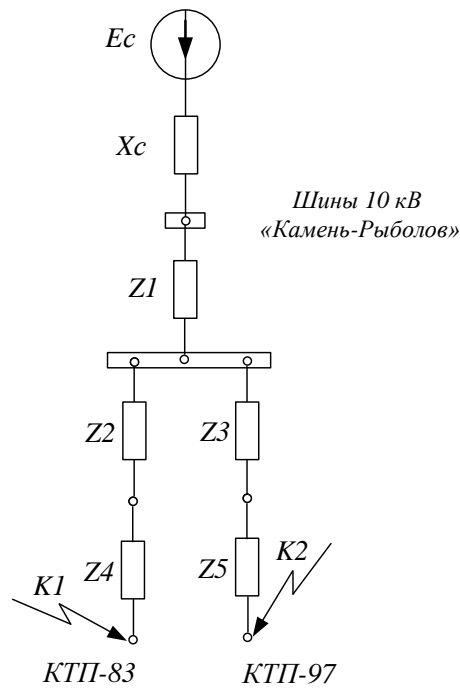 Ec
Xc
Шины 10 кВ
«Камень-Рыболов»
Z1
Z2
Z3
K1
Z4
Z5
K2
КТП-83
КТП-97